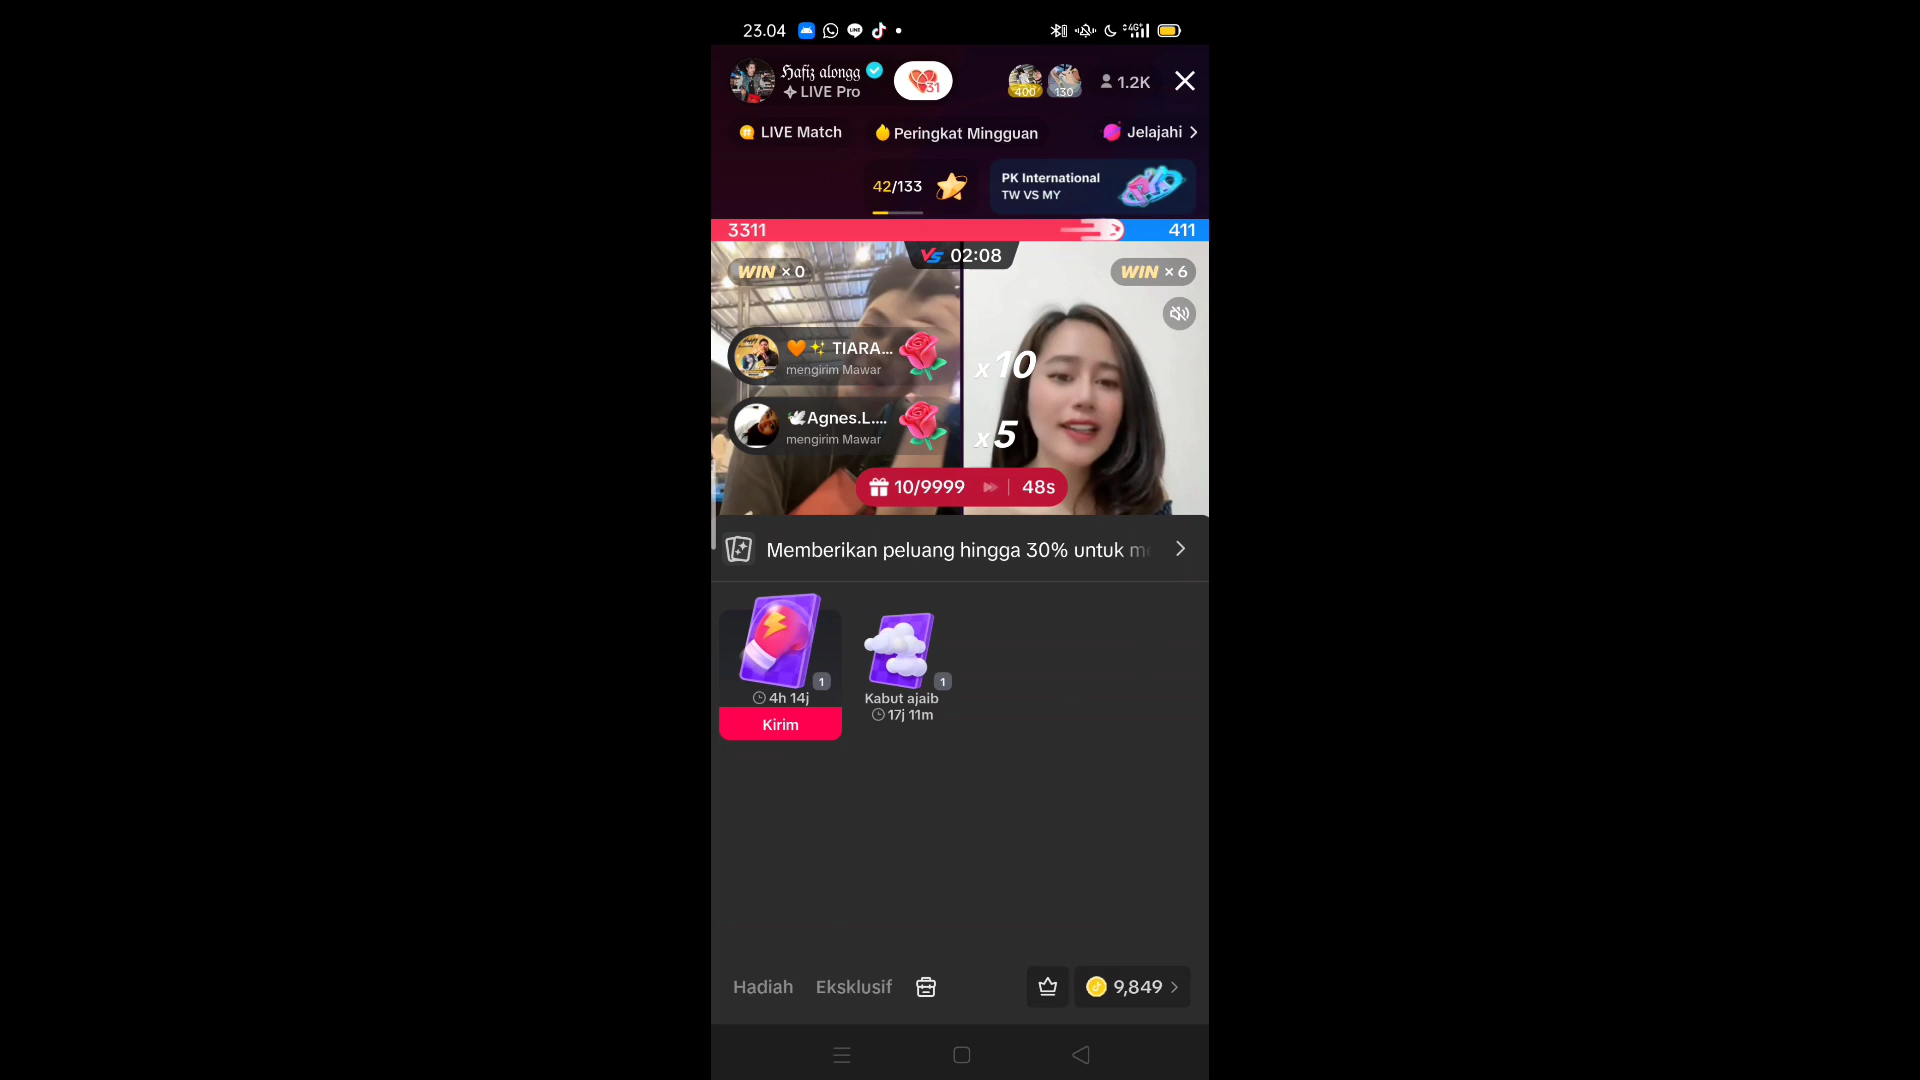 23.04
4G+
Hafiz alongg
LIVE Pro
31
400
130
1.2K
LIVE Match
Peringkat Mingguan
Jelajahi
42/133
PK International
TW VS MY
3311
411
VS 02:08
WIN × 0
WIN × 6
🧡✨ TIARA...
mengirim Mawar
x10
🕊Agnes.L....
mengirim Mawar
x5
10/9999
48s
Memberikan peluang hingga 30% untuk
1
4h 14j
Kirim
1
Kabut ajaib
17j 11m
Hadiah
Eksklusif
9,849